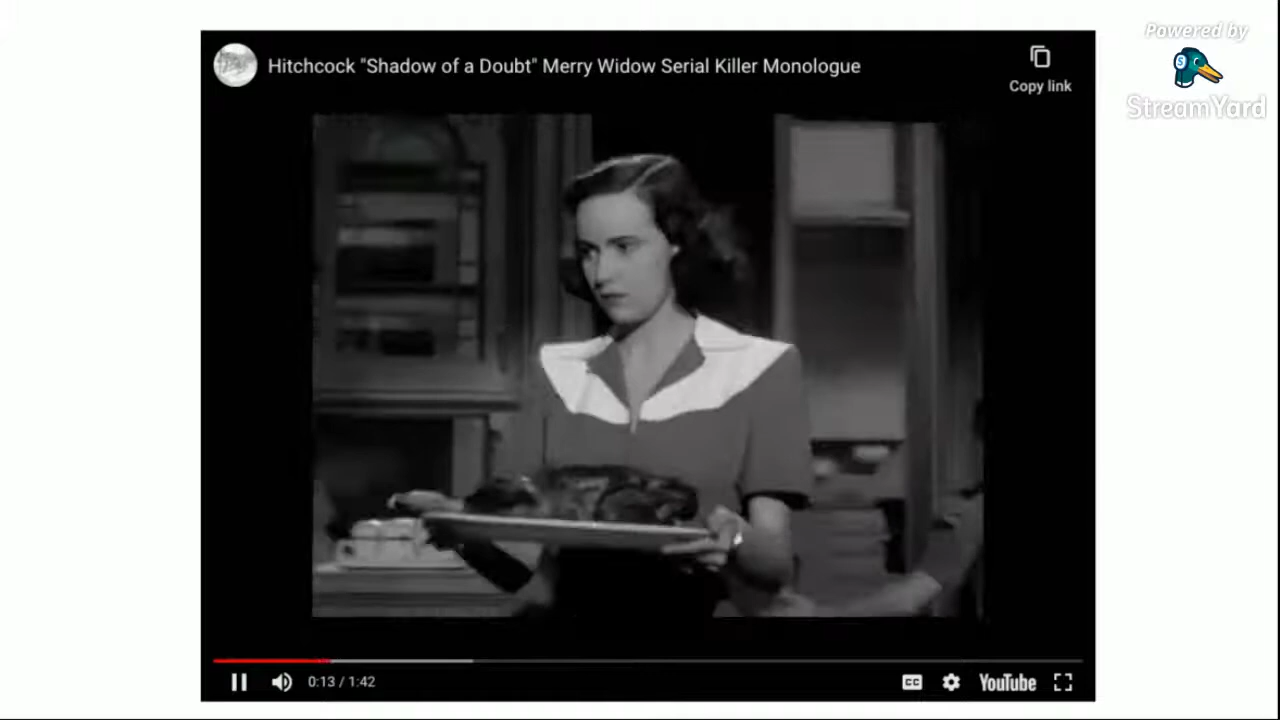 Powered by
StreamYard
Hitchcock "Shadow of a Doubt" Merry Widow Serial Killer Monologue
Copy link
0:13 / 1:42
CC
YouTube